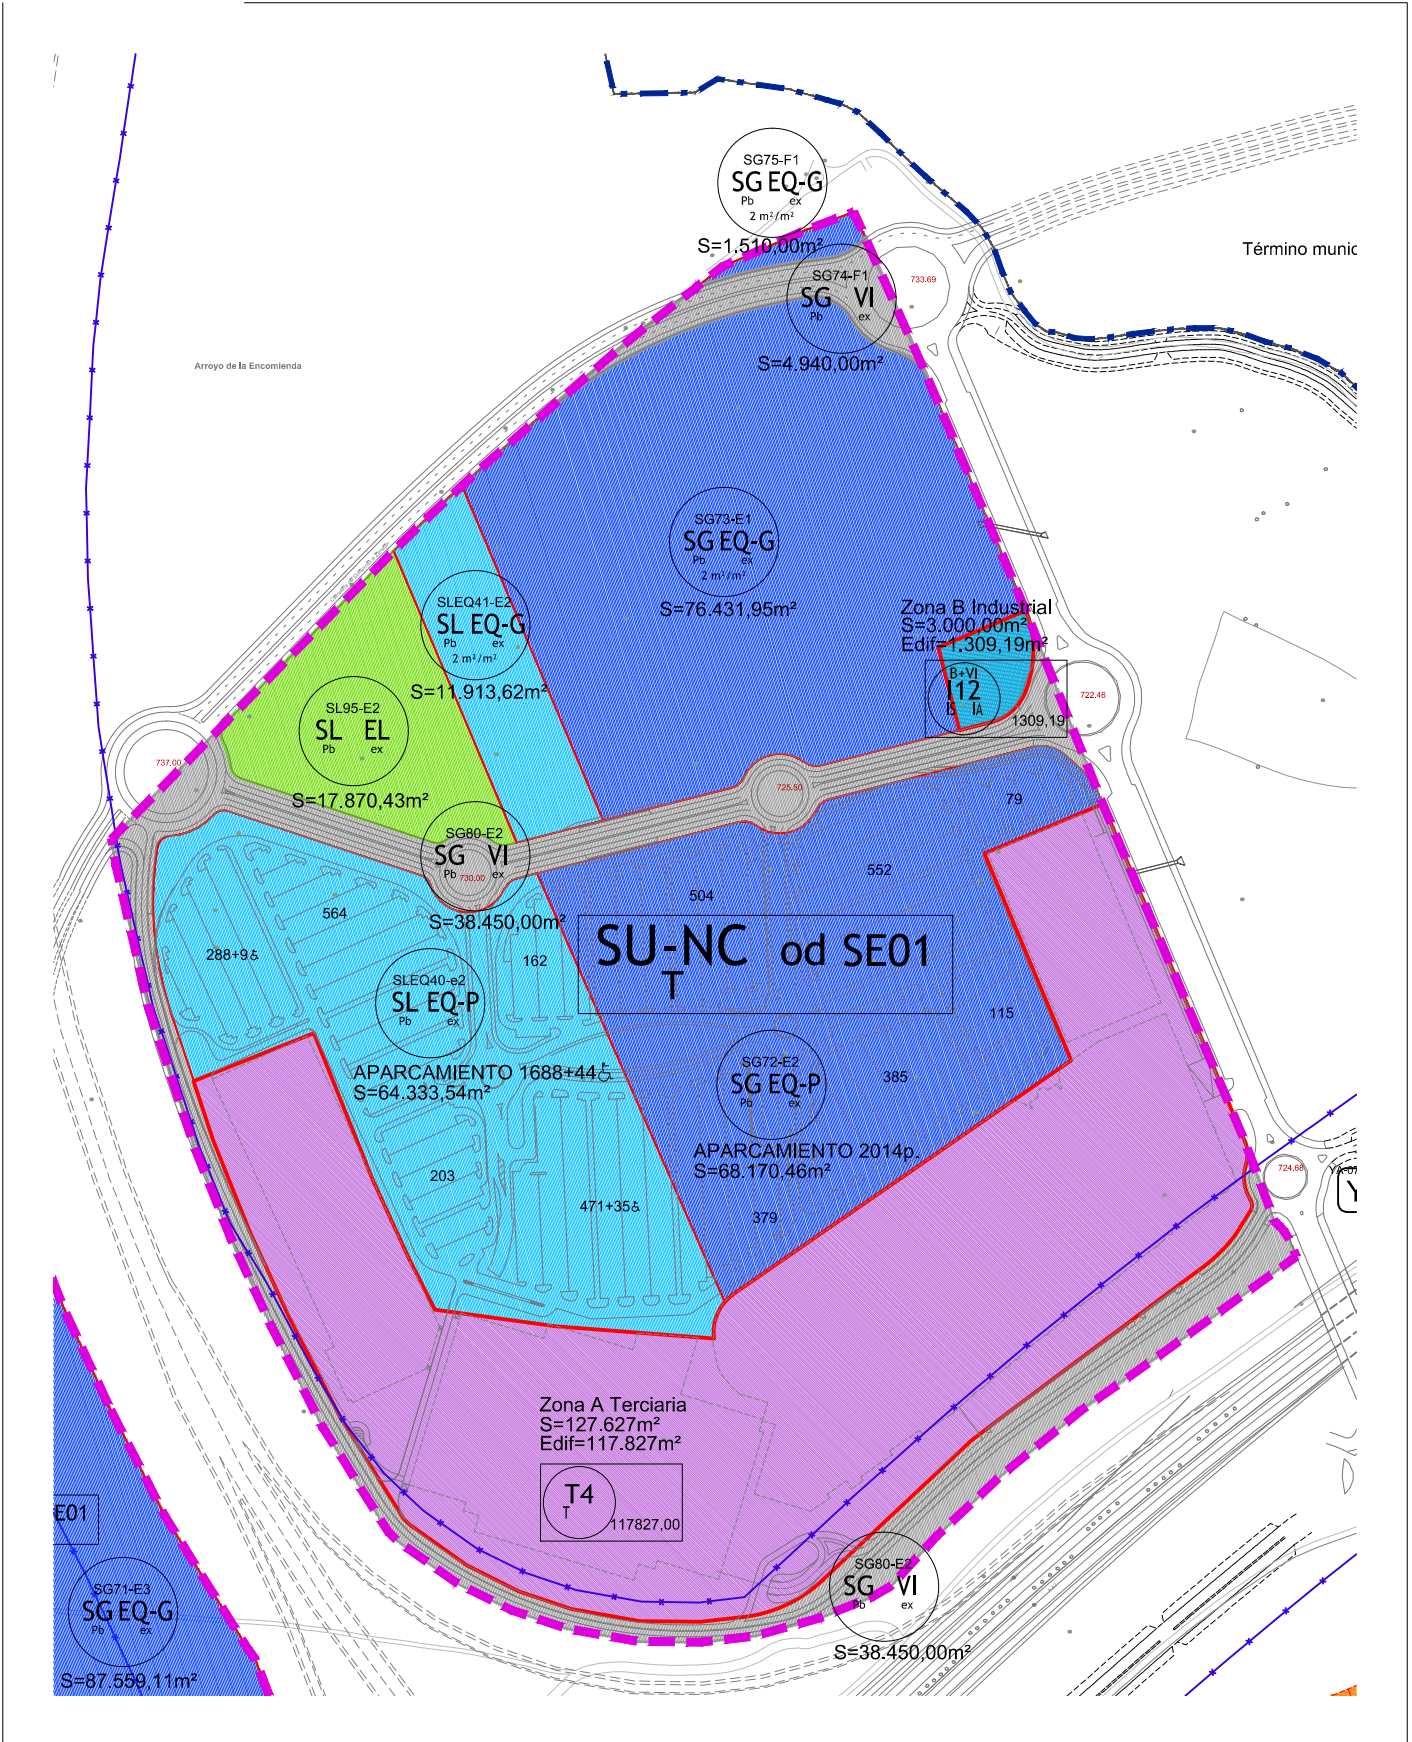 SG75-F1
SG EQ-G
Pb ex
2 m²/m²
S=1.510,00m²
SG74-F1
SG VI
Pb ex
S=4.940,00m²
733.69
Término munic
Arroyo de la Encomienda
SG73-E1
SG EQ-G
Pb ex
2 m²/m²
S=76.431,95m²
SLEQ41-E2
SL EQ-G
Pb ex
2 m²/m²
S=11.913,62m²
Zona B Industrial
S=3.000,00m²
Edif=1.309,19m²
B+VI
I12
IS IA
1309,19
722.46
SL95-E2
SL EL
Pb ex
S=17.870,43m²
737.00
725.50
79
SG80-E2
SG VI
Pb ex
730.00
S=38.450,00m²
552
504
564
288+9
162
SU-NC od SE01
T
SLEQ40-e2
SL EQ-P
Pb ex
115
APARCAMIENTO 1688+44
S=64.333,54m²
SG72-E2
SG EQ-P
Pb ex
385
APARCAMIENTO 2014p.
S=68.170,46m²
203
471+35
379
724.68
YA-07
Y
Zona A Terciaria
S=127.627m²
Edif=117.827m²
T4
T
117827,00
E01
SG71-E3
SG EQ-G
Pb ex
S=87.559,11m²
SG80-E2
SG VI
Pb ex
S=38.450,00m²